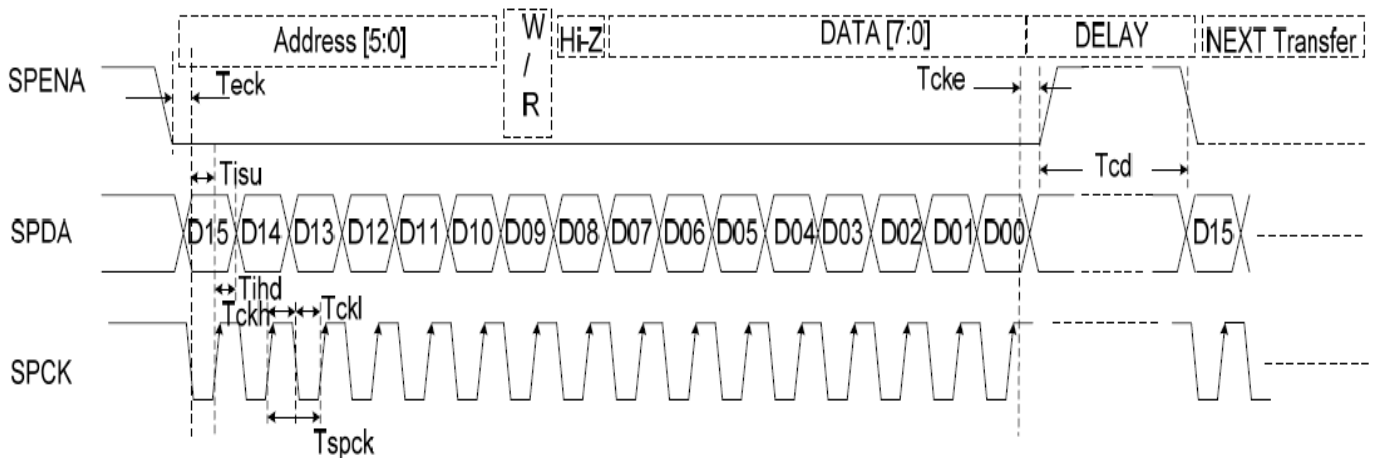 Address [5:0] W / R Hi-Z DATA [7:0] DELAY NEXT Transfer
SPENA Teck Tcke
Tisu Tcd
SPDA D15 D14 D13 D12 D11 D10 D09 D08 D07 D06 D05 D04 D03 D02 D01 D00 D15
Tihd
Tckh Tckl
SPCK
Tspck